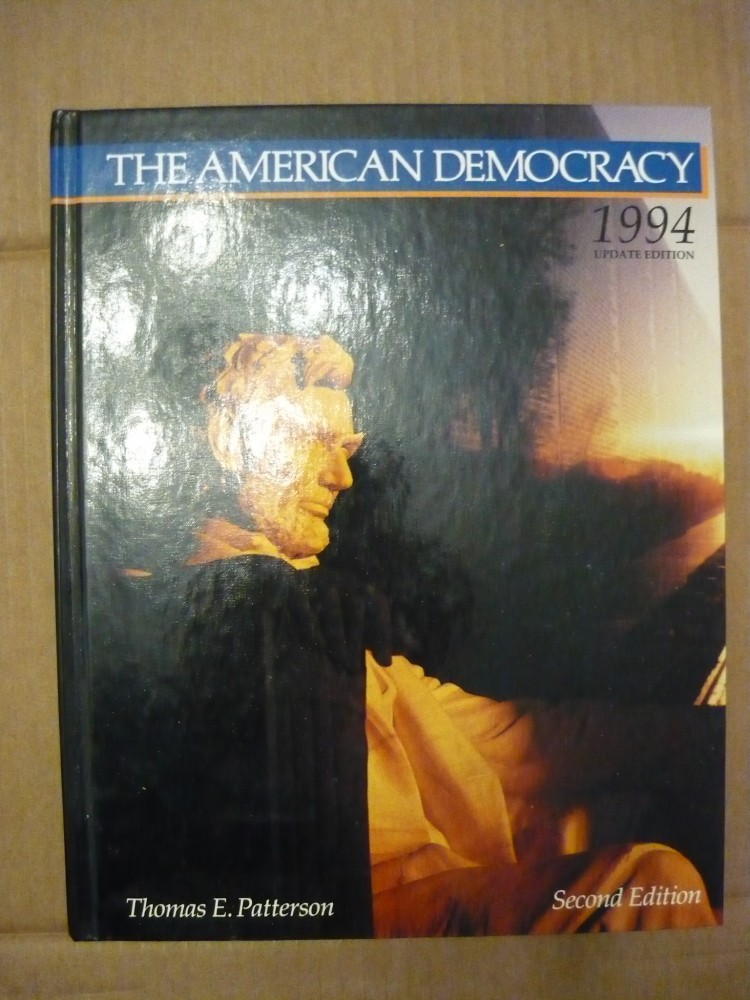 THE AMERICAN DEMOCRACY
1994
UPDATE EDITION
Thomas E. Patterson
Second Edition